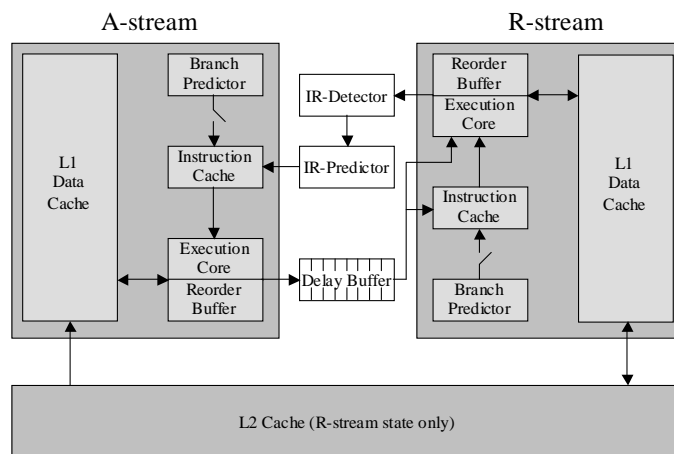 A-stream
R-stream
L1
Data
Cache
Branch
Predictor
Instruction
Cache
Execution
Core
Reorder
Buffer
IR-Detector
IR-Predictor
Delay Buffer
Reorder
Buffer
Execution
Core
Instruction
Cache
Branch
Predictor
L1
Data
Cache
L2 Cache (R-stream state only)